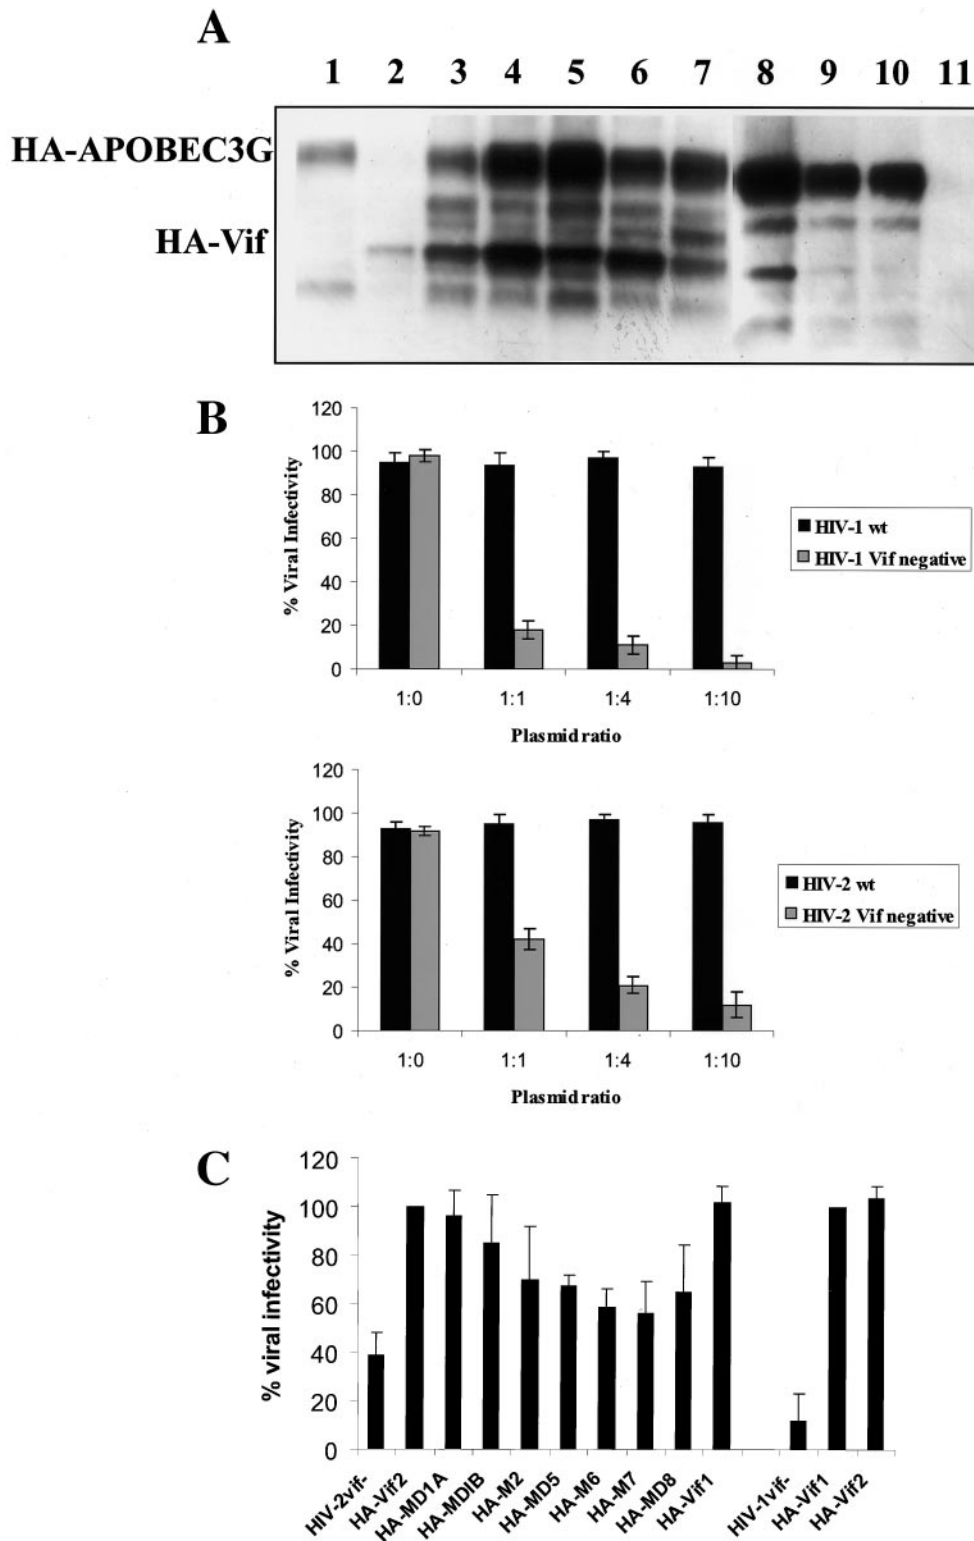 A
1 2 3 4 5 6 7 8 9 10 11
HA-APOBEC3G
HA-Vif
B
120
100
80
60
40
20
0
% Viral Infectivity
1:0 1:1 1:4 1:10
Plasmid ratio
HIV-1 wt
HIV-1 Vif negative
120
100
80
60
40
20
0
% Viral Infectivity
1:0 1:1 1:4 1:10
Plasmid ratio
HIV-2 wt
HIV-2 Vif negative
C
120
100
80
60
40
20
0
% viral infectivity
HIV-2vif-
HA-Vif2
HA-MD1A
HA-MDIB
HA-M2
HA-MD5
HA-M6
HA-M7
HA-MD8
HA-Vif1
HIV-1vif-
HA-Vif1
HA-Vif2